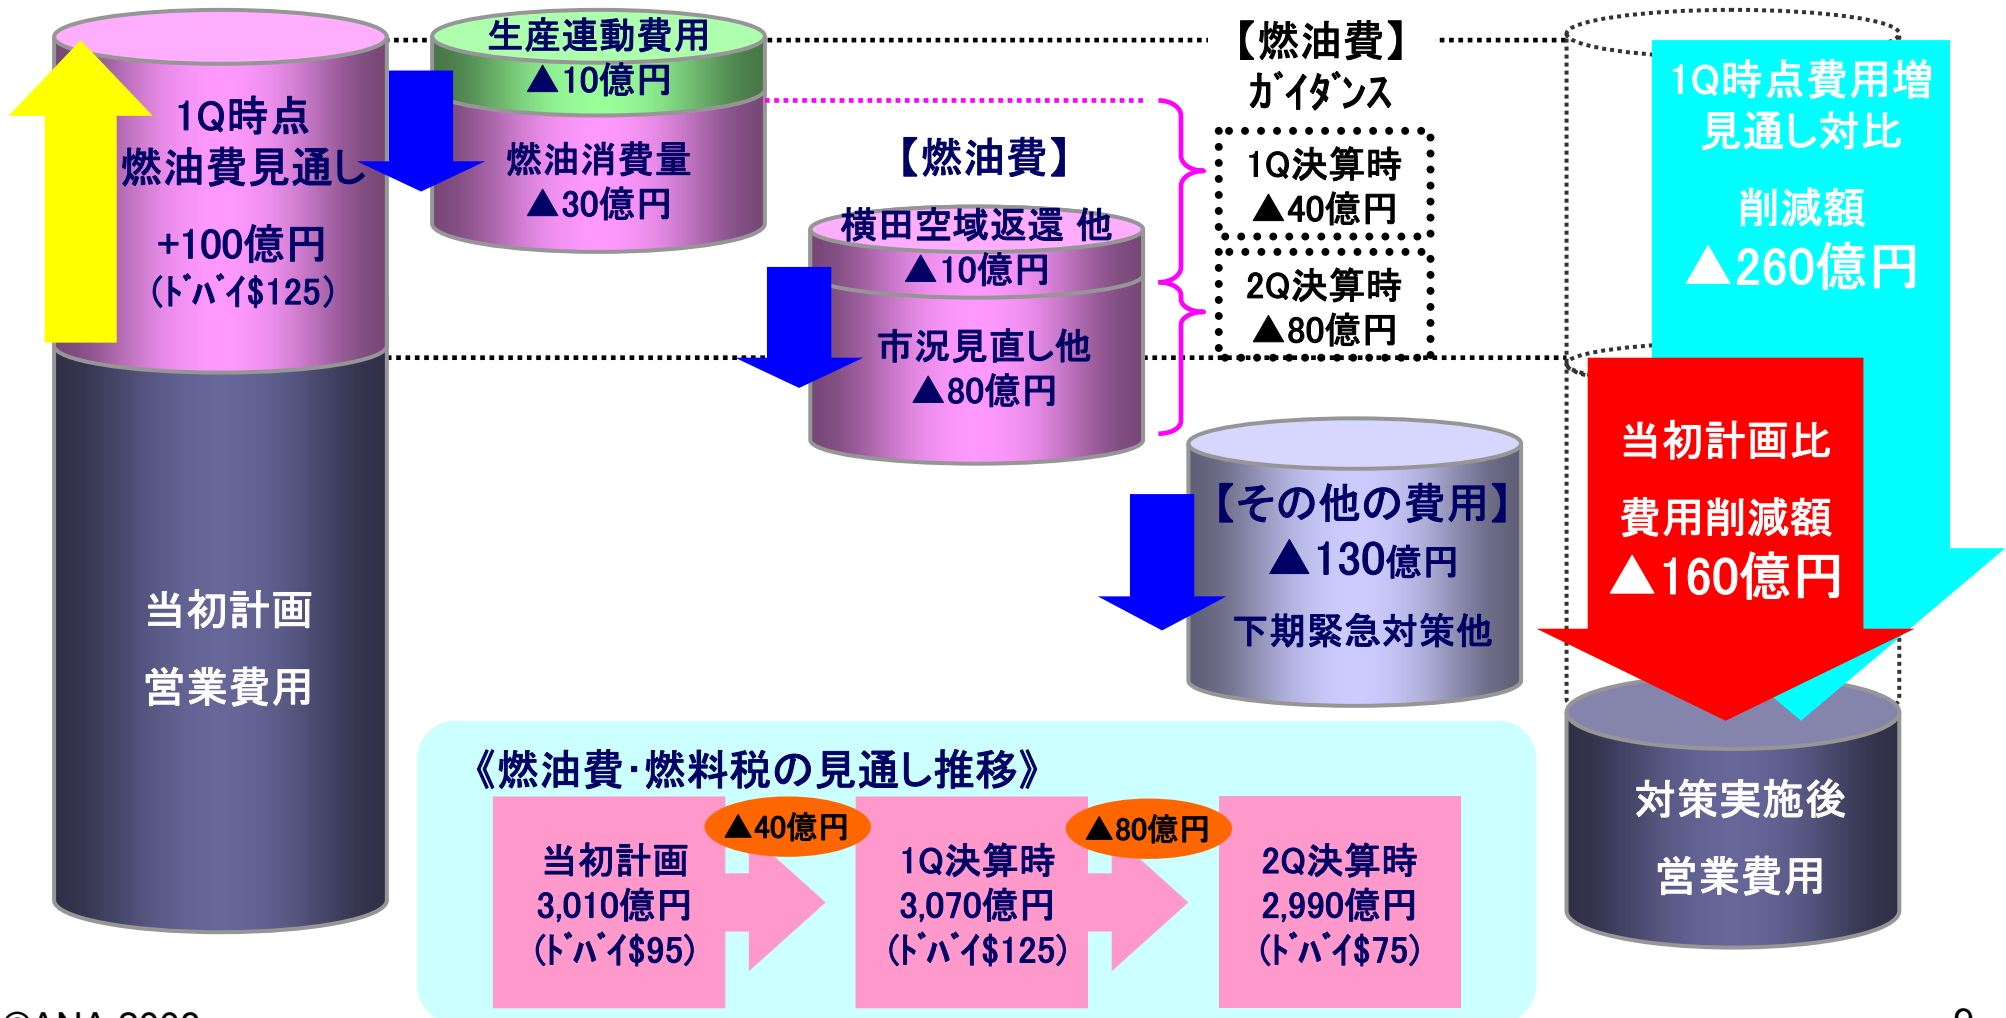 1Q時点
燃油費見通し
+100億円
(ﾄﾞﾊﾞｲ$125)
当初計画
営業費用
生産連動費用
▲10億円
燃油消費量
▲30億円
【燃油費】
横田空域返還 他
▲10億円
市況見直し他
▲80億円
【燃油費】
ｶﾞｲﾀﾞﾝｽ
1Q決算時
▲40億円
2Q決算時
▲80億円
【その他の費用】
▲130億円
下期緊急対策他
1Q時点費用増
見通し対比
削減額
▲260億円
当初計画比
費用削減額
▲160億円
対策実施後
営業費用
《燃油費･燃料税の見通し推移》
当初計画
3,010億円
(ﾄﾞﾊﾞｲ$95)
▲40億円
1Q決算時
3,070億円
(ﾄﾞﾊﾞｲ$125)
▲80億円
2Q決算時
2,990億円
(ﾄﾞﾊﾞｲ$75)